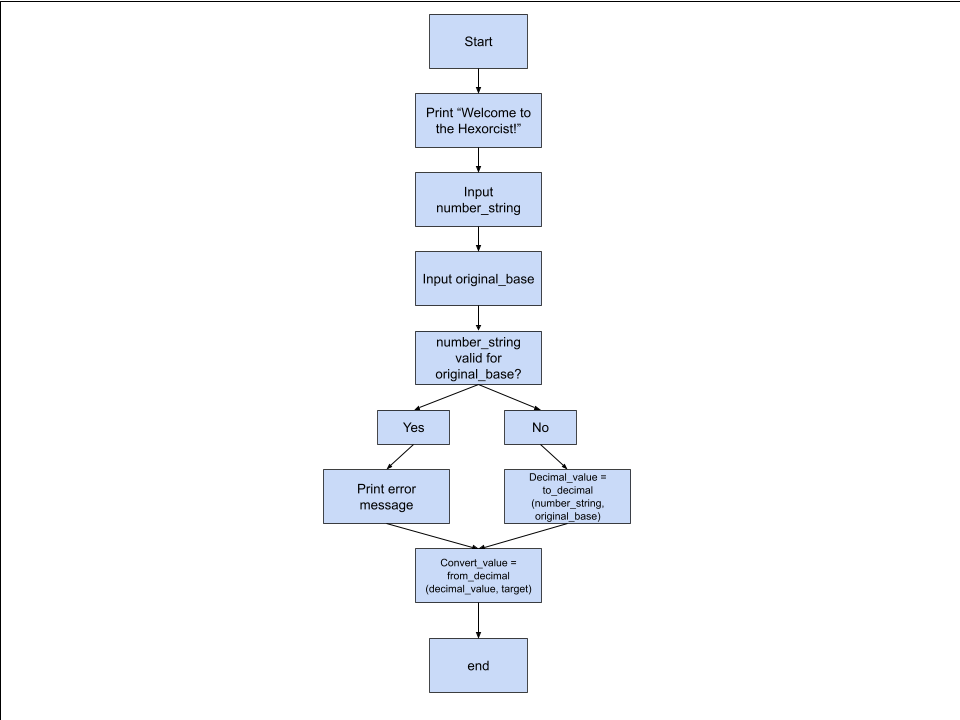 Start
Print “Welcome to
the Hexorcist!”
Input
number_string
Input original_base
number_string
valid for
original_base?
Yes
No
Print error
message
Decimal_value =
to_decimal
(number_string,
original_base)
Convert_value =
from_decimal
(decimal_value, target)
end